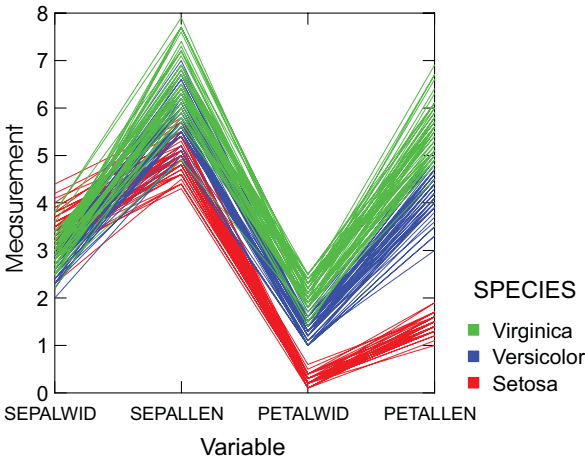 8
7
6
5
4
3
2
1
0
Measurement
SEPALWID SEPALLEN PETALWID PETALLEN
Variable
SPECIES
Virginica
Versicolor
Setosa